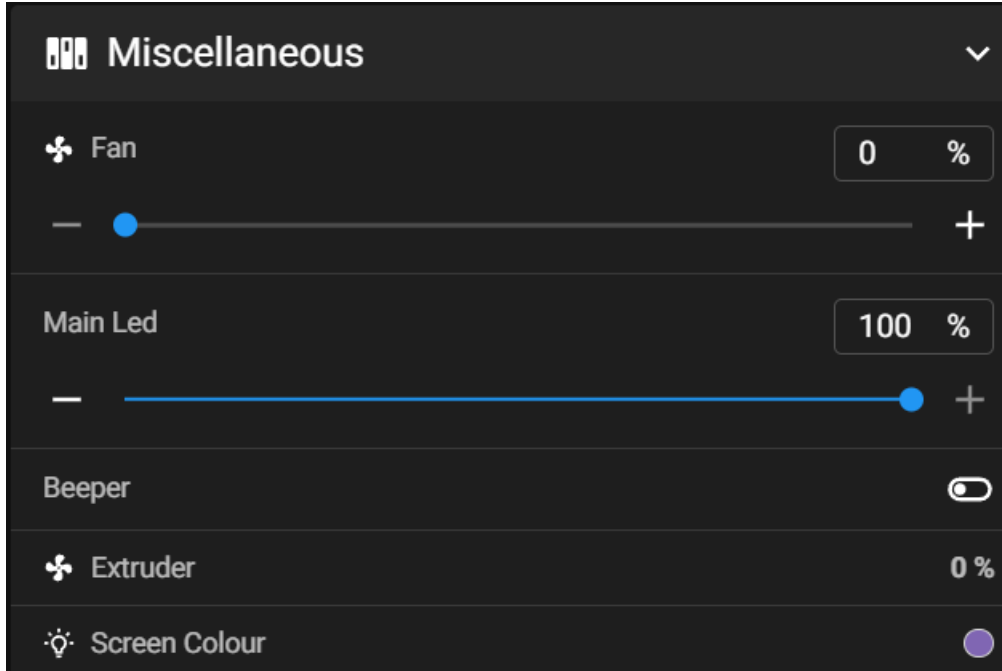 Miscellaneous
Fan 0 %
Main Led 100 %
Beeper
Extruder 0 %
Screen Colour